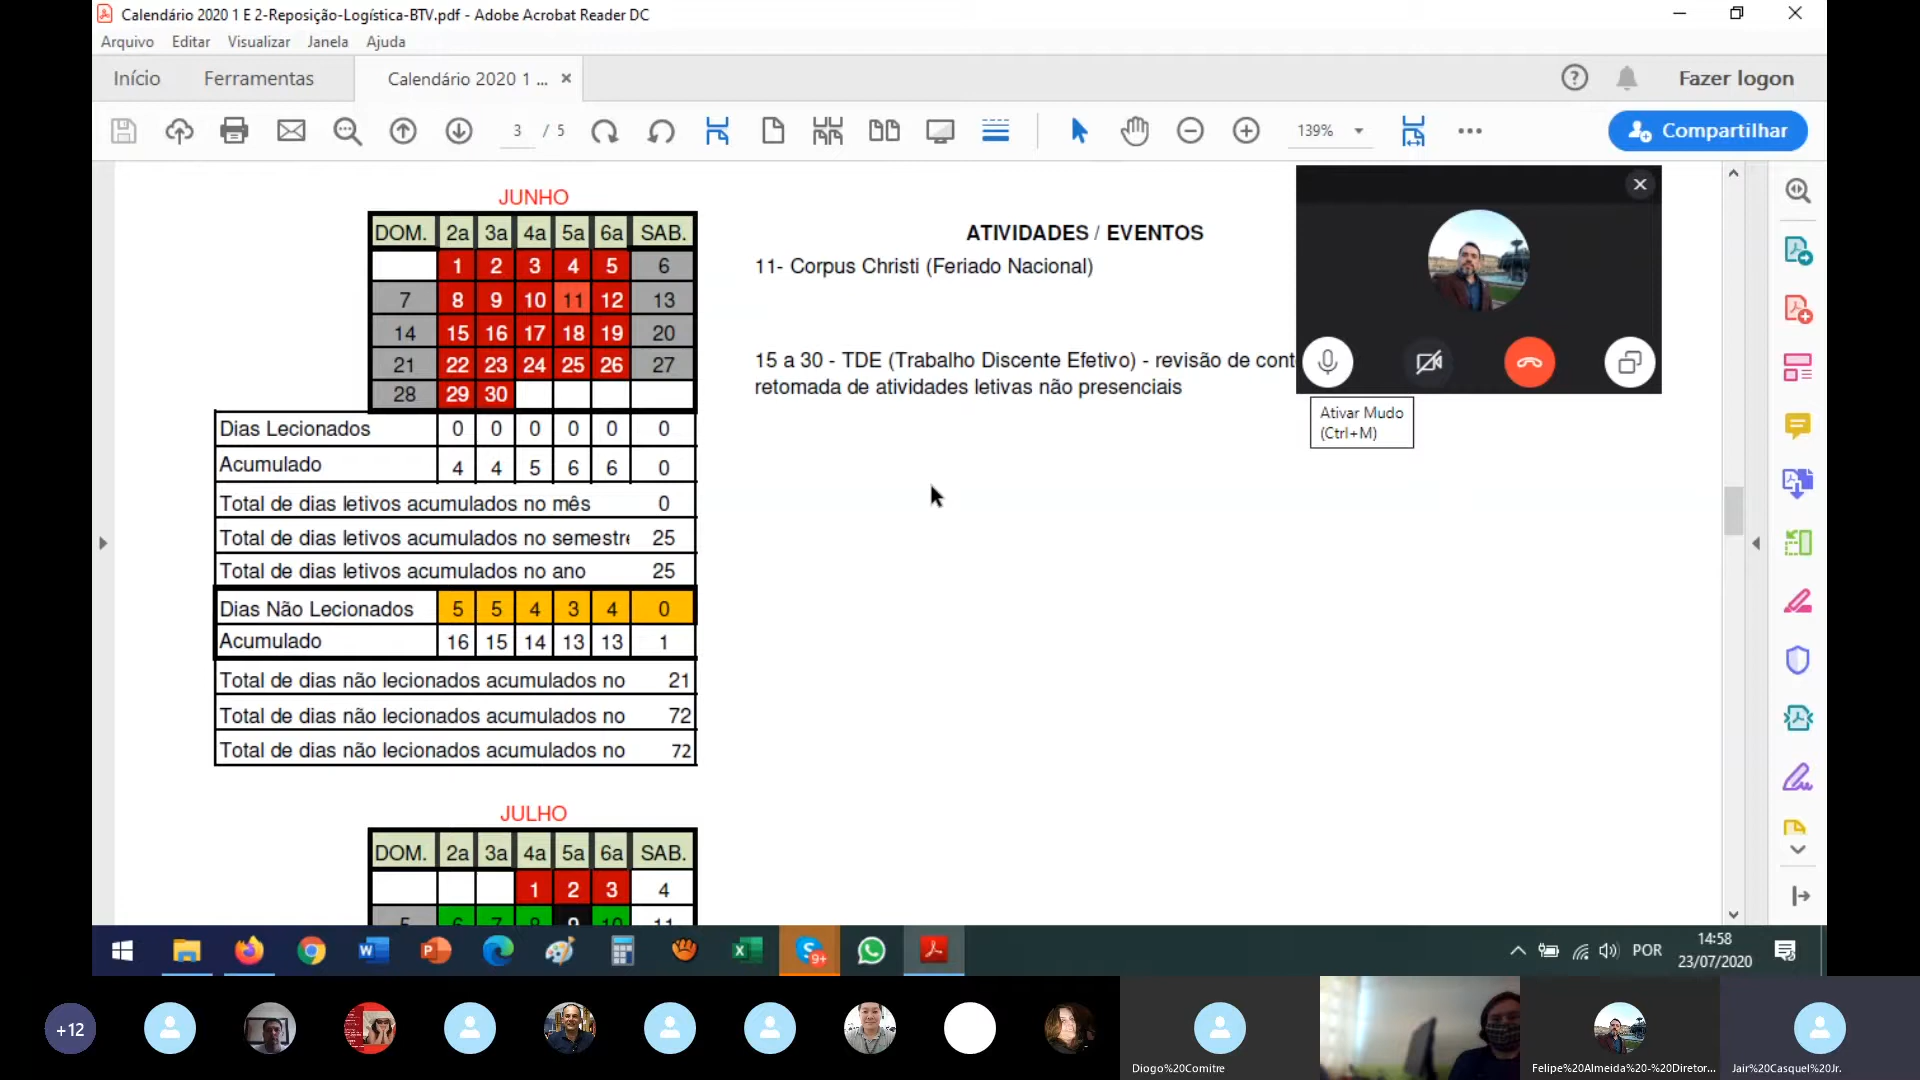 Calendário 2020 1 E 2-Reposição-Logística-BTV.pdf - Adobe Acrobat Reader DC
Arquivo Editar Visualizar Janela Ajuda
Início Ferramentas Calendário 2020 1 ... × Fazer logon
3 / 5 139% Compartilhar
JUNHO
DOM. 2a 3a 4a 5a 6a SAB.
1 2 3 4 5 6
7 8 9 10 11 12 13
14 15 16 17 18 19 20
21 22 23 24 25 26 27
28 29 30
ATIVIDADES / EVENTOS
11- Corpus Christi (Feriado Nacional)
15 a 30 - TDE (Trabalho Discente Efetivo) - revisão de cont
retomada de atividades letivas não presenciais
Ativar Mudo
(Ctrl+M)
Dias Lecionados 0 0 0 0 0 0
Acumulado 4 4 5 6 6 0
Total de dias letivos acumulados no mês 0
Total de dias letivos acumulados no semestre 25
Total de dias letivos acumulados no ano 25
Dias Não Lecionados 5 5 4 3 4 0
Acumulado 16 15 14 13 13 1
Total de dias não lecionados acumulados no 21
Total de dias não lecionados acumulados no 72
Total de dias não lecionados acumulados no 72
JULHO
DOM. 2a 3a 4a 5a 6a SAB.
1 2 3 4
5 6 7 8 9 10 11
9+
POR
14:58
23/07/2020
+12
Diogo%20Comitre
Felipe%20Almeida%20-%20Diretor...
Jair%20Casquel%20Jr.